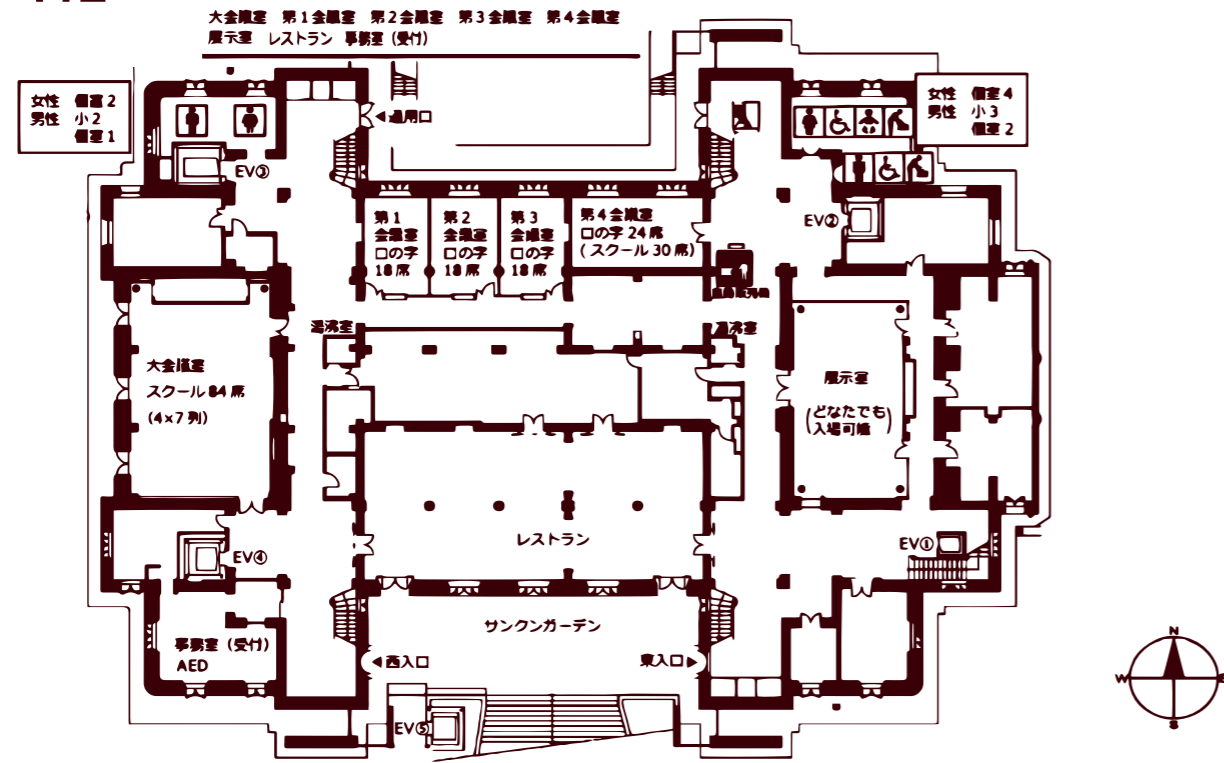 大会議室 第1会議室 第2会議室 第3会議室 第4会議室
展示室 レストラン 事務室(受付)
女性 個室2
男性 小2
個室1
女性 個室4
男性 小3
個室2
◀通用口
EV③
EV②
第1
会議室
口の字
18席
第2
会議室
口の字
18席
第3
会議室
口の字
18席
第4会議室
口の字 24席
(スクール 30席)
自動販売機
湯沸室
湯沸室
大会議室
スクール 84席
(4×7列)
展示室
(どなたでも
入場可能)
レストラン
EV④
EV①
サンクンガーデン
事務室(受付)
AED
◀西入口
東入口▶
EV⑤
N
W
E
S